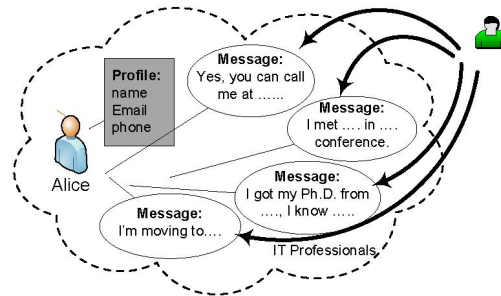 Message:
Yes, you can call
me at ......
Profile:
name
Email
phone
Message:
I met .... in ....
conference.
Alice
Message:
I got my Ph.D. from
...., I know .....
Message:
I'm moving to....
IT Professionals